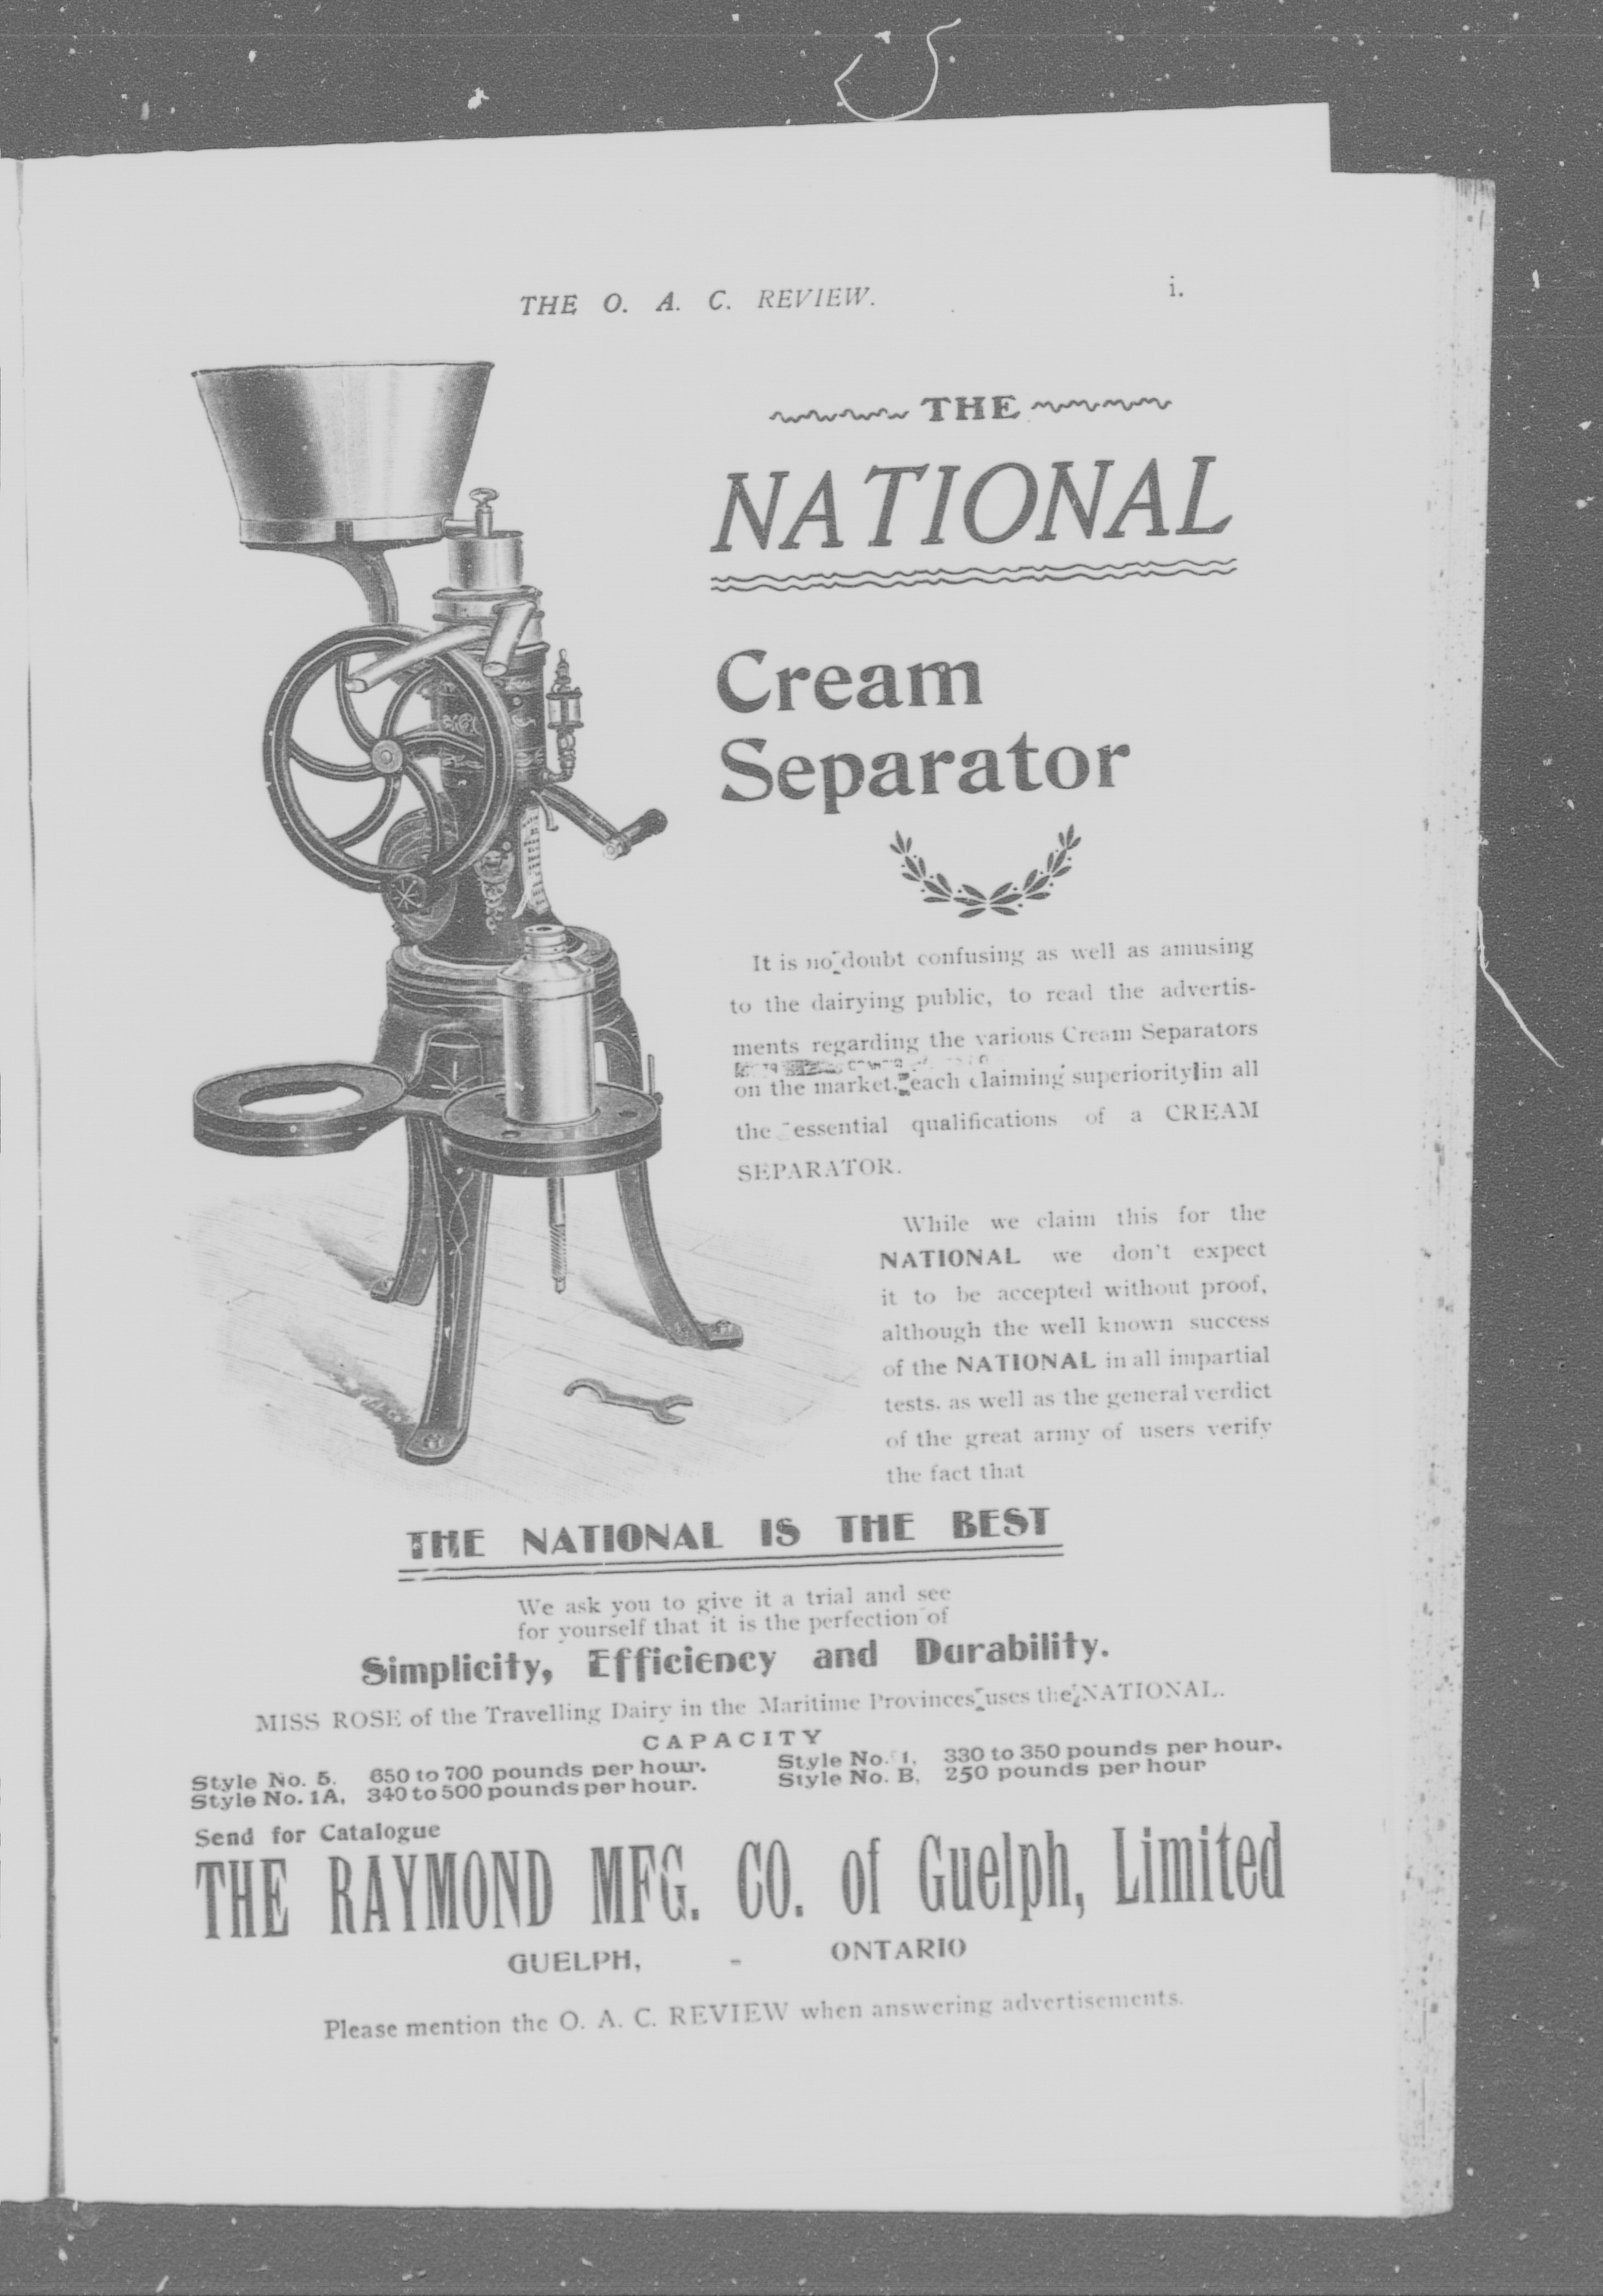 THE O. A. C. REVIEW. i.
THE
NATIONAL
Cream
Separator
It is no doubt confusing as well as amusing
to the dairying public, to read the advertis-
ments regarding the various Cream Separators
on the market. each claiming superiority in all
the essential qualifications of a CREAM
SEPARATOR.
While we claim this for the
NATIONAL we don't expect
it to be accepted without proof,
although the well known success
of the NATIONAL in all impartial
tests. as well as the general verdict
of the great army of users verify
the fact that
THE NATIONAL IS THE BEST
We ask you to give it a trial and see
for yourself that it is the perfection of
Simplicity, Efficiency and Durability.
MISS ROSE of the Travelling Dairy in the Maritime Provinces uses the NATIONAL.
CAPACITY
Style No. 5. 650 to 700 pounds per hour. Style No. 1. 330 to 350 pounds per hour.
Style No. 1A, 340 to 500 pounds per hour. Style No. B, 250 pounds per hour
Send for Catalogue
THE RAYMOND MFG. CO. of Guelph, Limited
GUELPH, - ONTARIO
Please mention the O. A. C. REVIEW when answering advertisements.